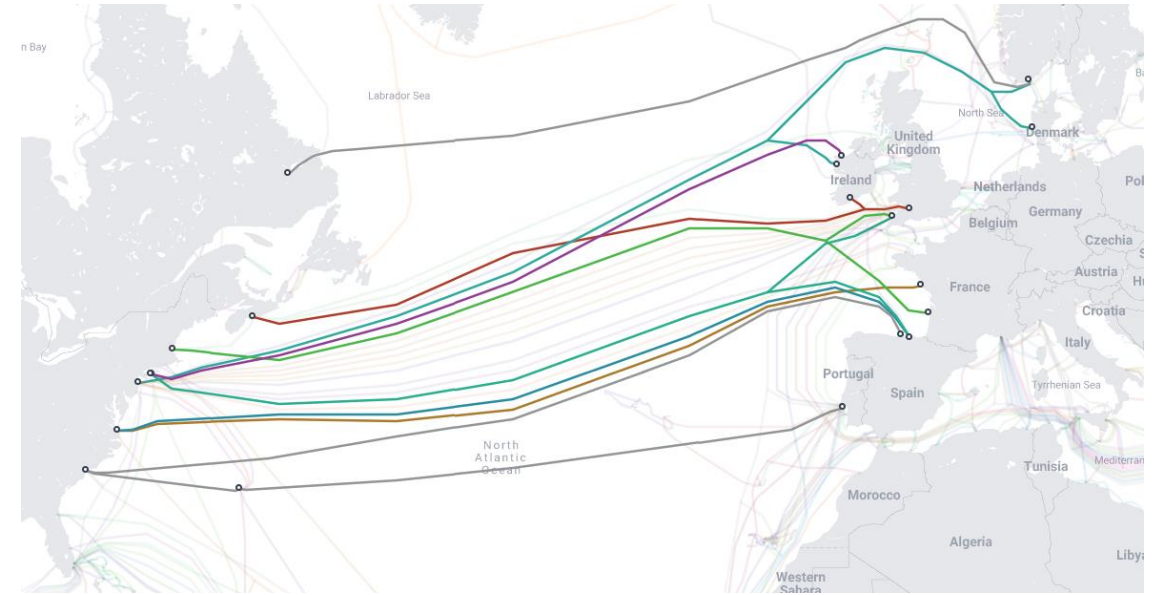 n Bay
Labrador Sea
North Sea
Denmark
United
Kingdom
Ireland
Netherlands
Belgium
Germany
Czechia
Austria
France
Croatia
Italy
Portugal
Spain
Tyrrhenian Sea
North
Atlantic
Ocean
Tunisia
Mediterran
Morocco
Algeria
Liby
Western
Sahara